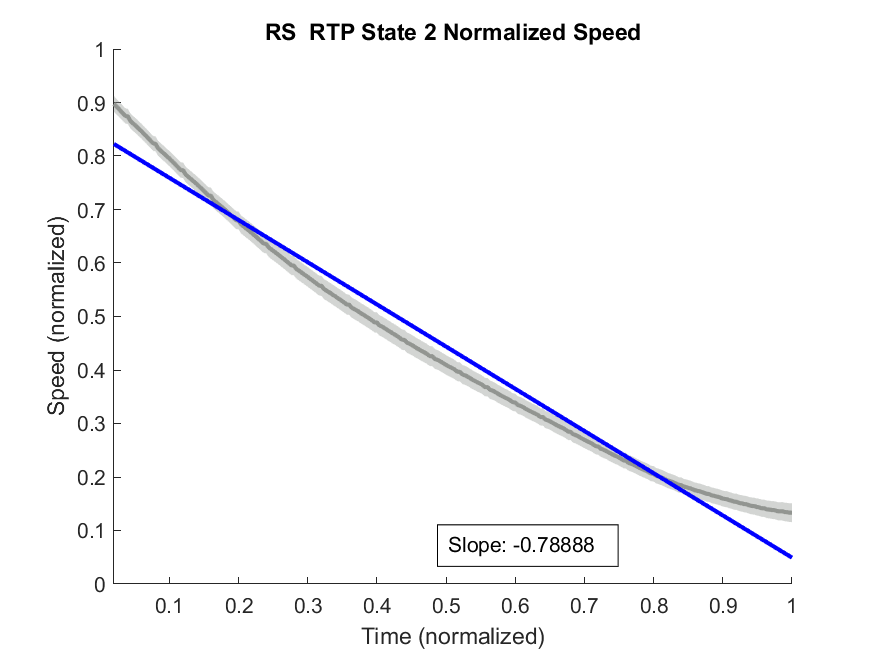 RS  RTP State 2 Normalized Speed
1
0.9
0.8
0.7
0.6
0.5
0.4
0.3
0.2
0.1
0
Speed (normalized)
Slope: -0.78888
0.1 0.2 0.3 0.4 0.5 0.6 0.7 0.8 0.9 1
Time (normalized)